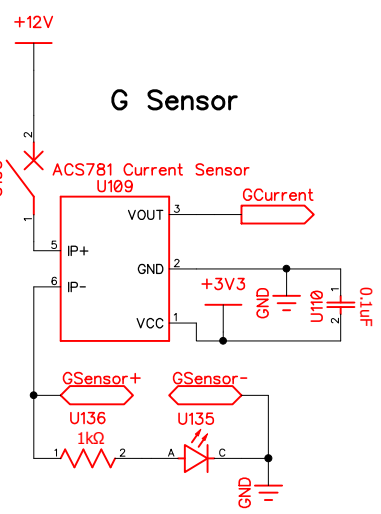 +12V
G Sensor
2
1
ACS781 Current Sensor
U109
VOUT
3
GCurrent
5
IP+
GND
2
6
IP-
+3V3
GND
U110
1
2
0.1uF
VCC
1
GSensor+
GSensor-
U136
U135
1kΩ
1
2
A
C
GND